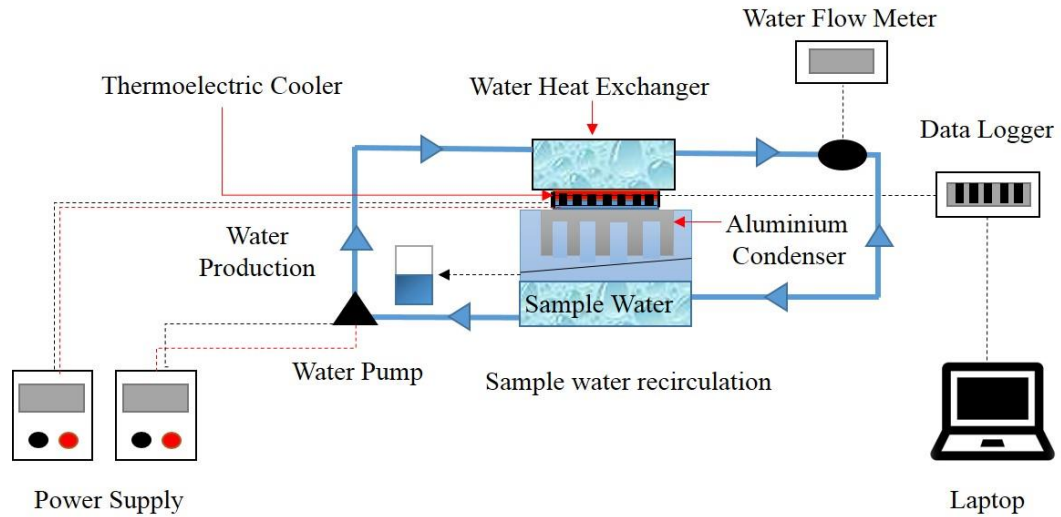 Water Flow Meter
Thermoelectric Cooler
Water Heat Exchanger
Data Logger
Water
Production
Aluminium
Condenser
Sample Water
Water Pump
Sample water recirculation
Power Supply
Laptop